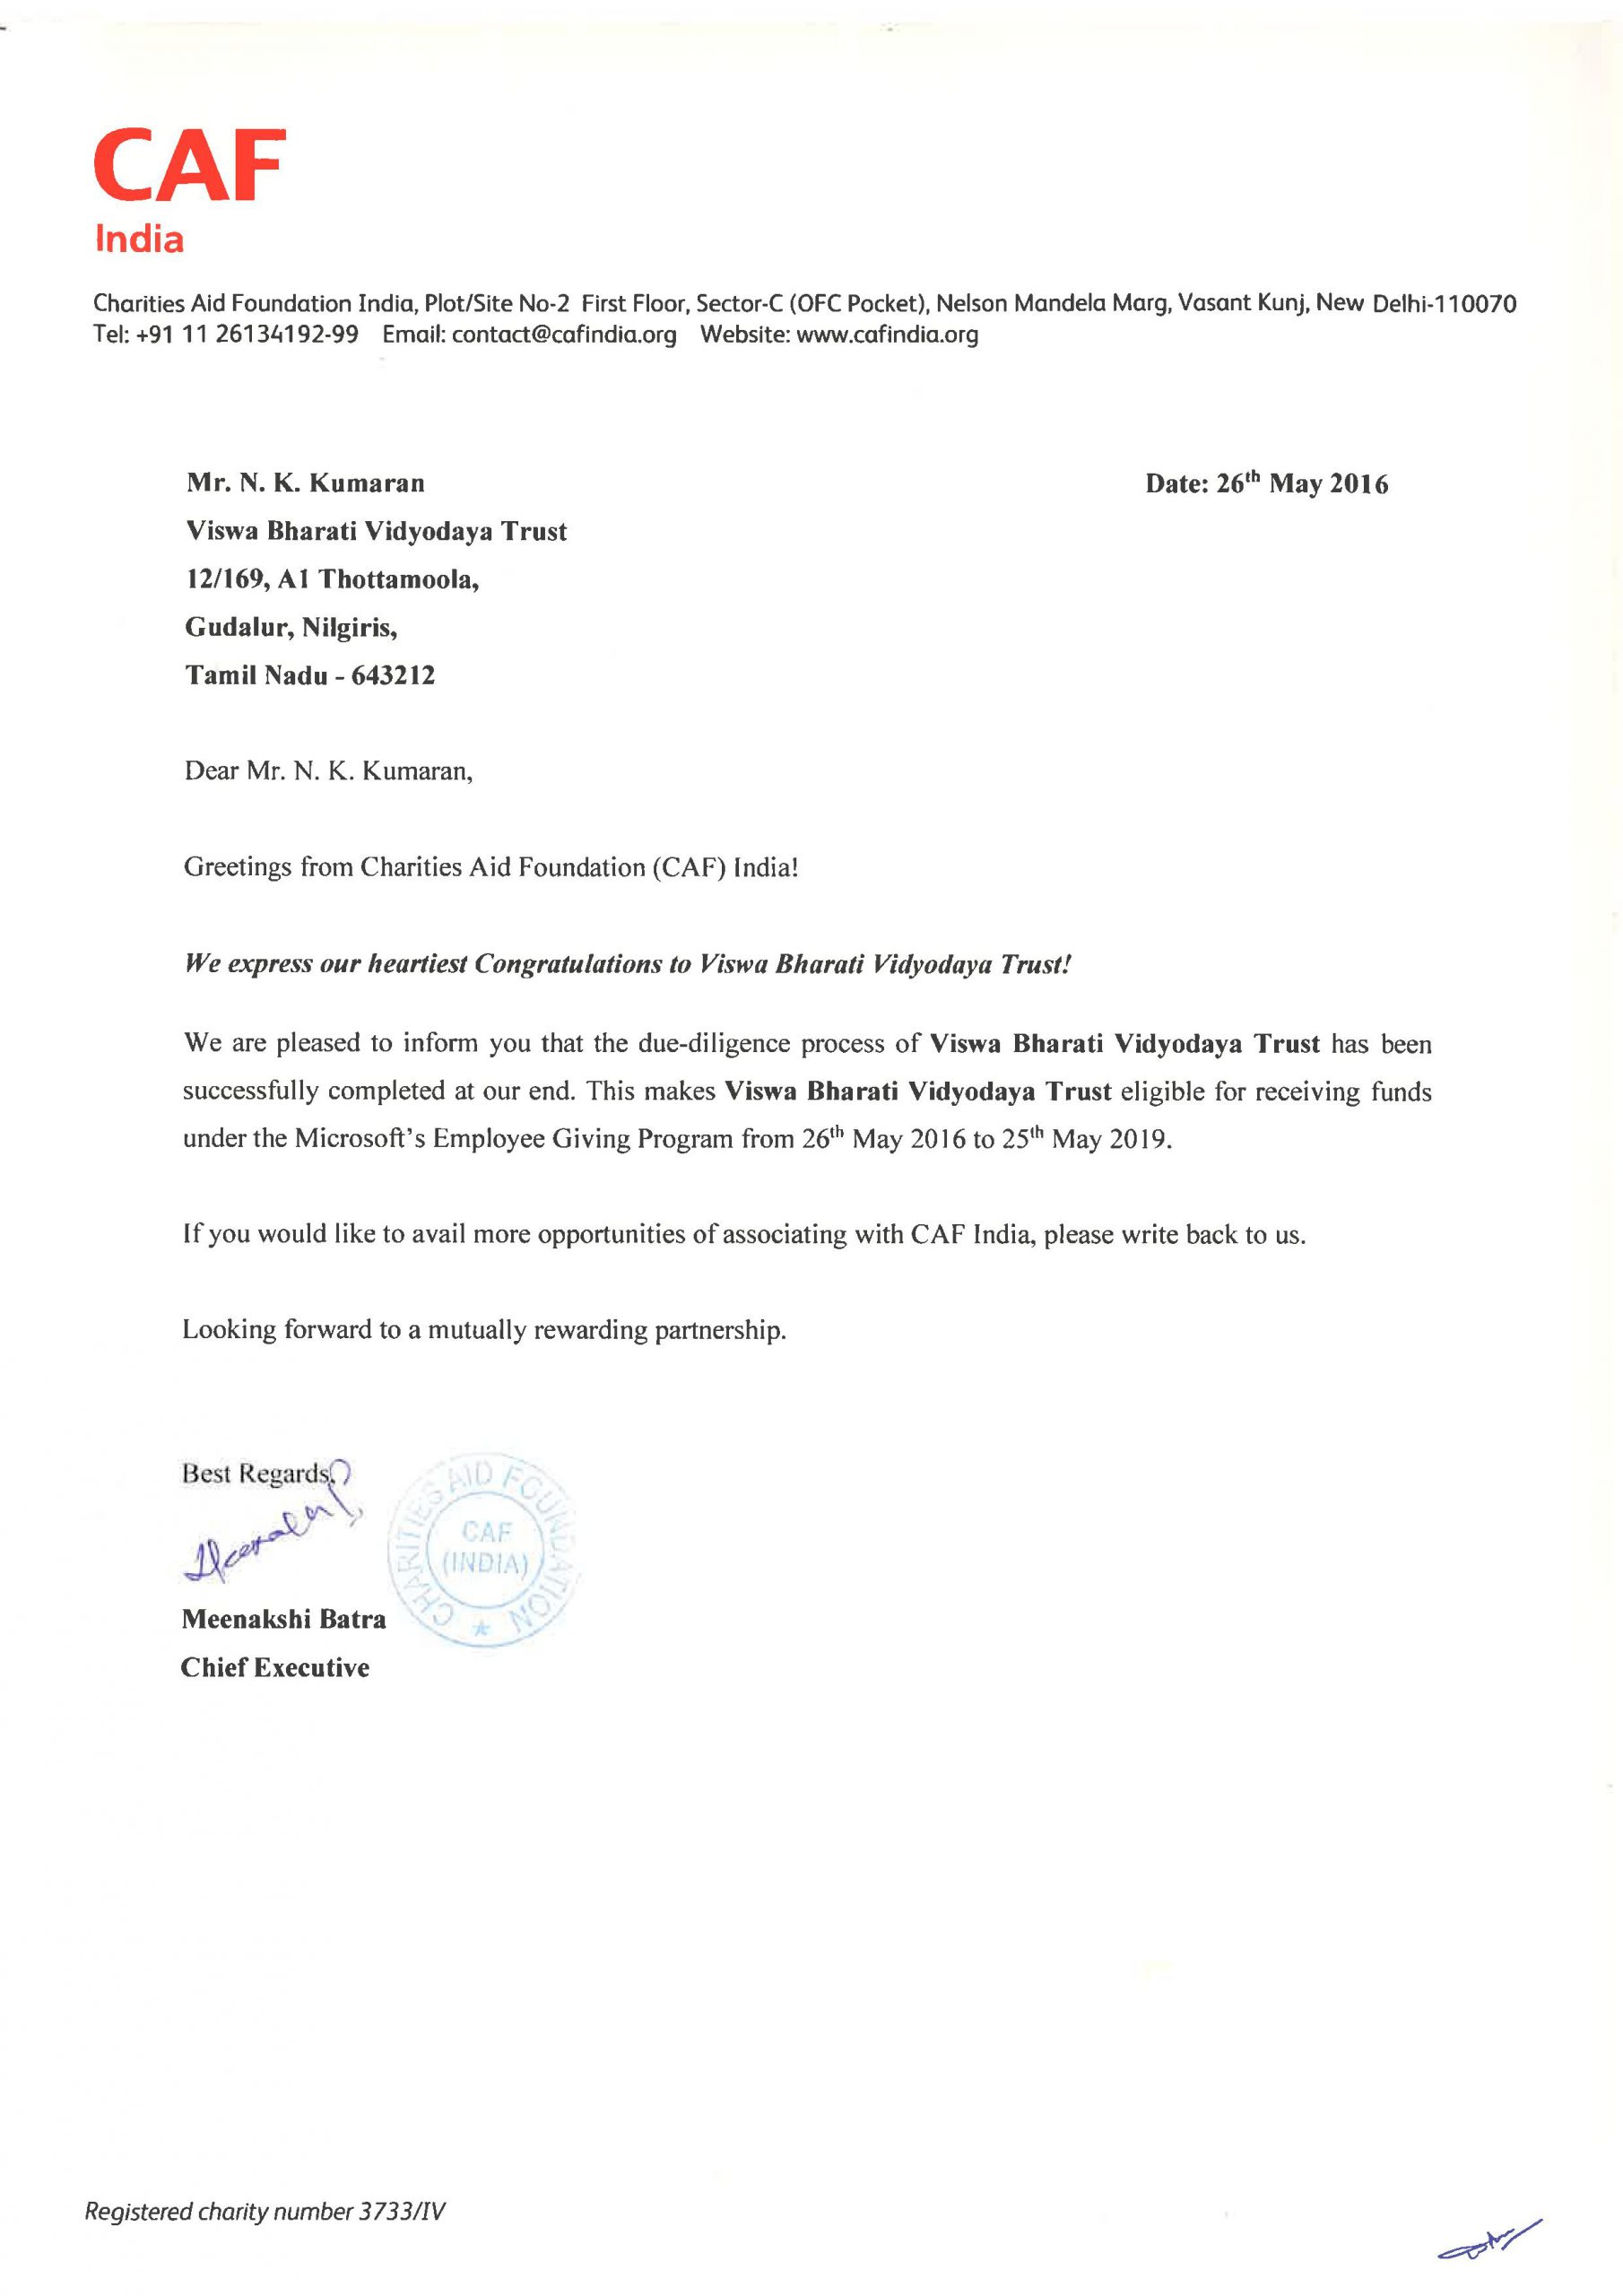 CAF
India
Charities Aid Foundation India, Plot/Site No-2 First Floor, Sector-C (OFC Pocket), Nelson Mandela Marg, Vasant Kunj, New Delhi-110070
Tel: +91 11 26134192-99 Email: contact@cafindia.org Website: www.cafindia.org
Mr. N. K. Kumaran Date: 26th May 2016
Viswa Bharati Vidyodaya Trust
12/169, A1 Thottamoola,
Gudalur, Nilgiris,
Tamil Nadu - 643212
Dear Mr. N. K. Kumaran,
Greetings from Charities Aid Foundation (CAF) India!
We express our heartiest Congratulations to Viswa Bharati Vidyodaya Trust!
We are pleased to inform you that the due-diligence process of Viswa Bharati Vidyodaya Trust has been
successfully completed at our end. This makes Viswa Bharati Vidyodaya Trust eligible for receiving funds
under the Microsoft's Employee Giving Program from 26th May 2016 to 25th May 2019.
If you would like to avail more opportunities of associating with CAF India, please write back to us.
Looking forward to a mutually rewarding partnership.
Best Regards,
CHARITIES AID FOUNDATION
CAF
(INDIA)
Meenakshi Batra
Chief Executive
Registered charity number 3733/IV